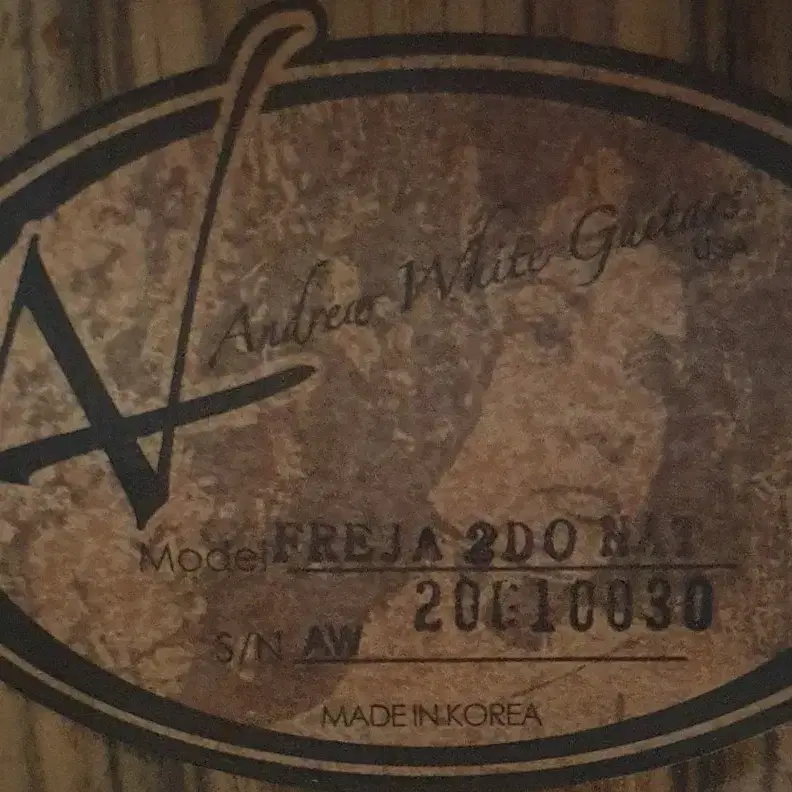 Andrew White Guitars
USA
Model FREJA 2DO NAT
S/N AW
MADE IN KOREA